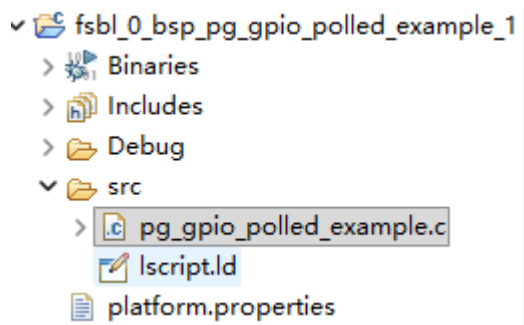 fsbl_0_bsp_pg_gpio_polled_example_1
Binaries
Includes
Debug
src
pg_gpio_polled_example.c
lscript.ld
platform.properties